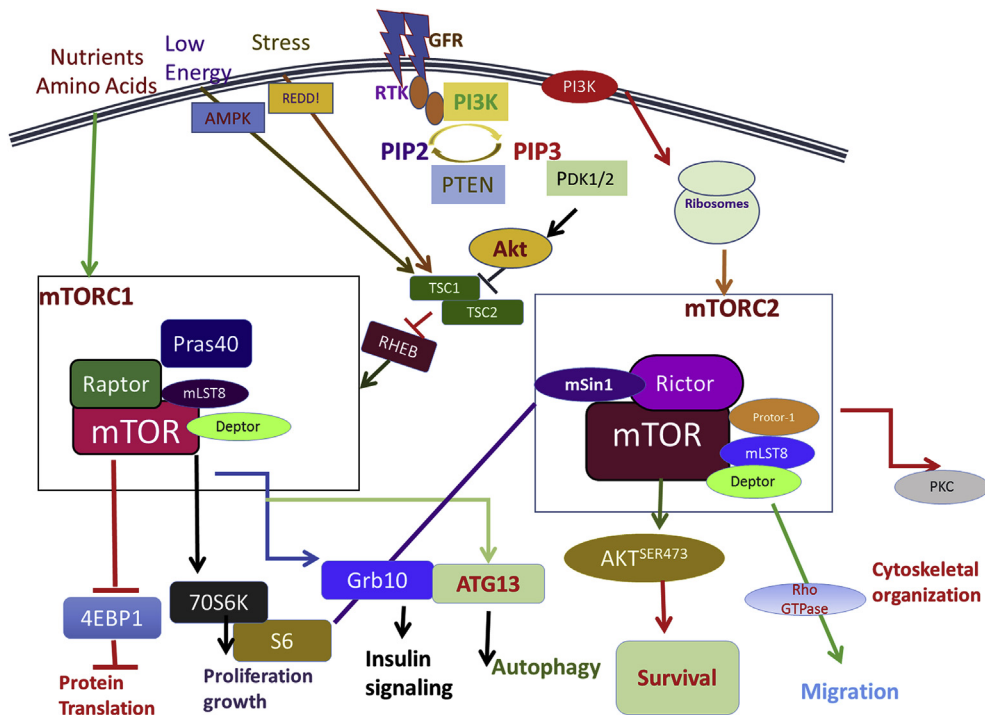 Nutrients
Amino Acids
Low
Energy
Stress
GFR
AMPK
REDD!
RTK
PI3K
PI3K
PIP2
PIP3
PTEN
PDK1/2
Ribosomes
Akt
TSC1
TSC2
RHEB
mTORC1
Pras40
Raptor
mLST8
mTOR
Deptor
mTORC2
mSin1
Rictor
mTOR
Protor-1
mLST8
Deptor
PKC
AKTSER473
Grb10
ATG13
70S6K
4EBP1
S6
Rho
GTPase
Cytoskeletal
organization
Protein
Translation
Proliferation
growth
Insulin
signaling
Autophagy
Survival
Migration